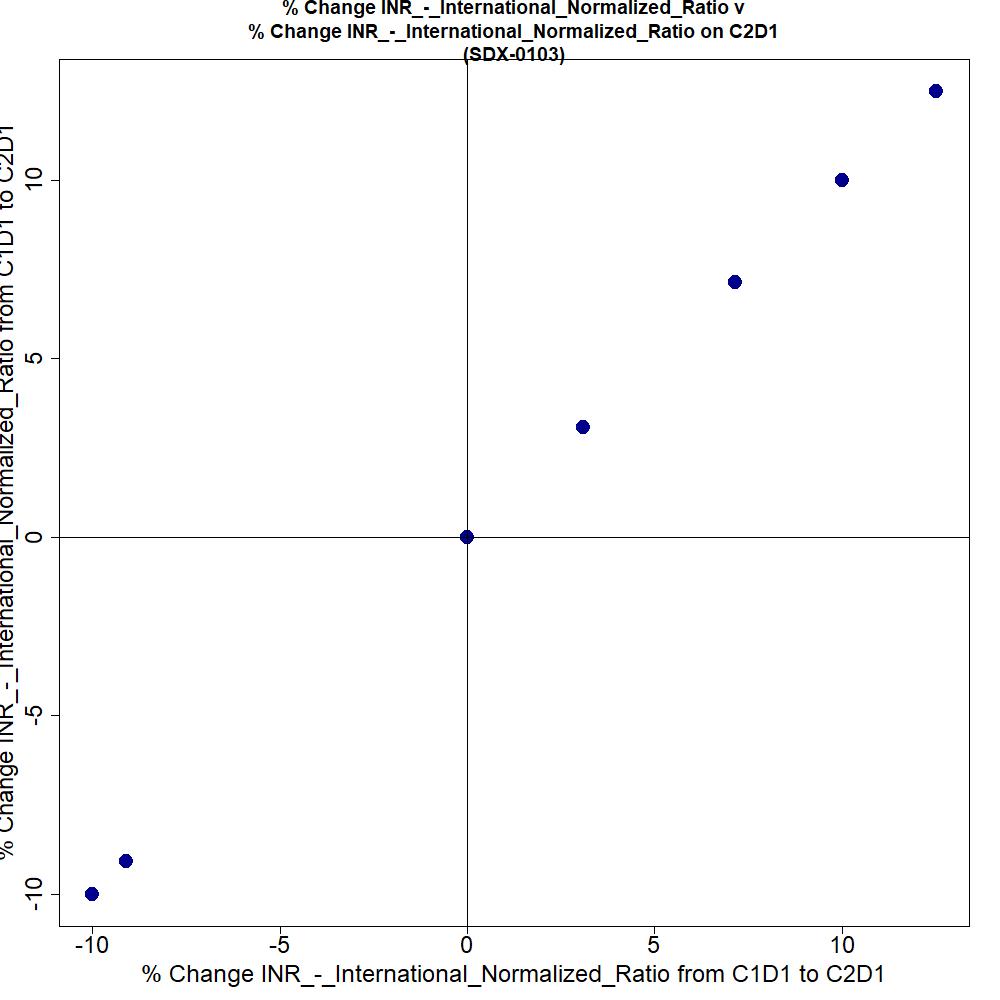 % Change INR_-_International_Normalized_Ratio v
% Change INR_-_International_Normalized_Ratio on C2D1
(SDX-0103)
% Change INR_-_International_Normalized_Ratio from C1D1 to C2D1
10
5
0
-5
-10
-10 -5 0 5 10
% Change INR_-_International_Normalized_Ratio from C1D1 to C2D1